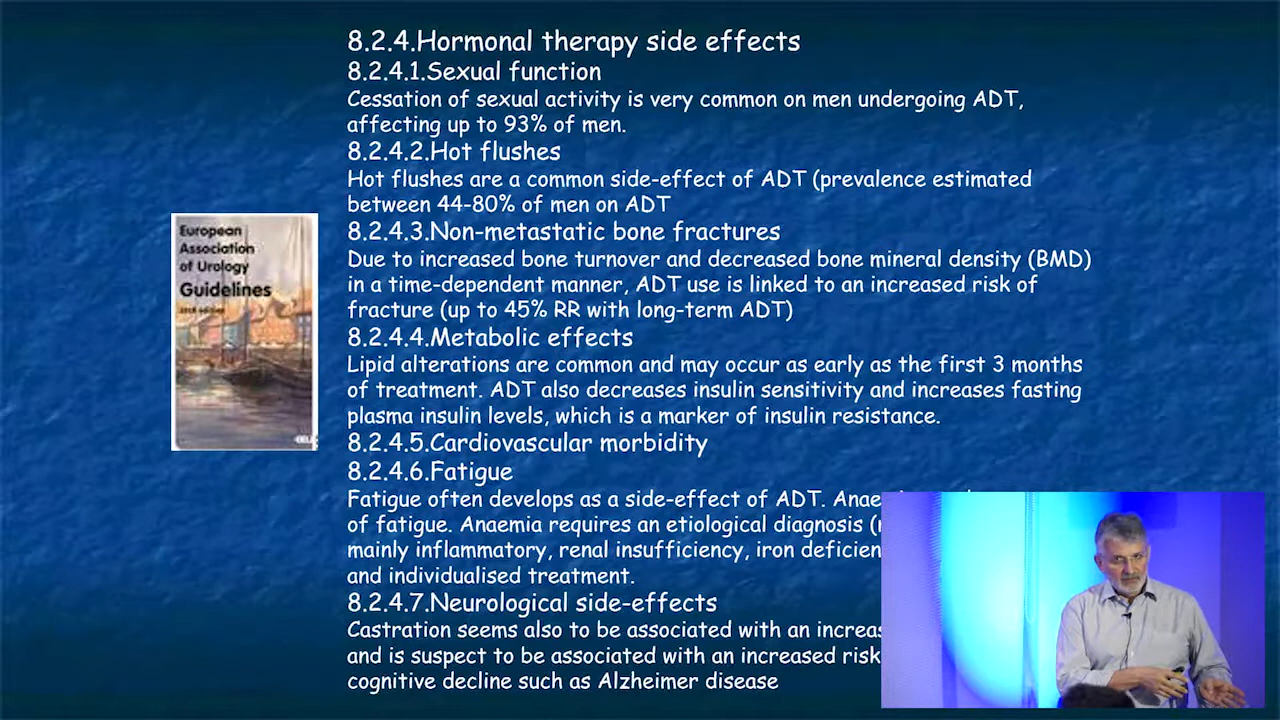 8.2.4.Hormonal therapy side effects
8.2.4.1.Sexual function
Cessation of sexual activity is very common on men undergoing ADT,
affecting up to 93% of men.
8.2.4.2.Hot flushes
Hot flushes are a common side-effect of ADT (prevalence estimated
between 44-80% of men on ADT
8.2.4.3.Non-metastatic bone fractures
Due to increased bone turnover and decreased bone mineral density (BMD)
in a time-dependent manner, ADT use is linked to an increased risk of
fracture (up to 45% RR with long-term ADT)
8.2.4.4.Metabolic effects
Lipid alterations are common and may occur as early as the first 3 months
of treatment. ADT also decreases insulin sensitivity and increases fasting
plasma insulin levels, which is a marker of insulin resistance.
8.2.4.5.Cardiovascular morbidity
8.2.4.6.Fatigue
Fatigue often develops as a side-effect of ADT.
of fatigue. Anaemia requires an etiological diagnosis
mainly inflammatory, renal insufficiency, iron
and individualised treatment.
8.2.4.7.Neurological side-effects
Castration seems also to be associated with an
and is suspect to be associated with an increased risk
cognitive decline such as Alzheimer disease
European
Association
of Urology
Guidelines